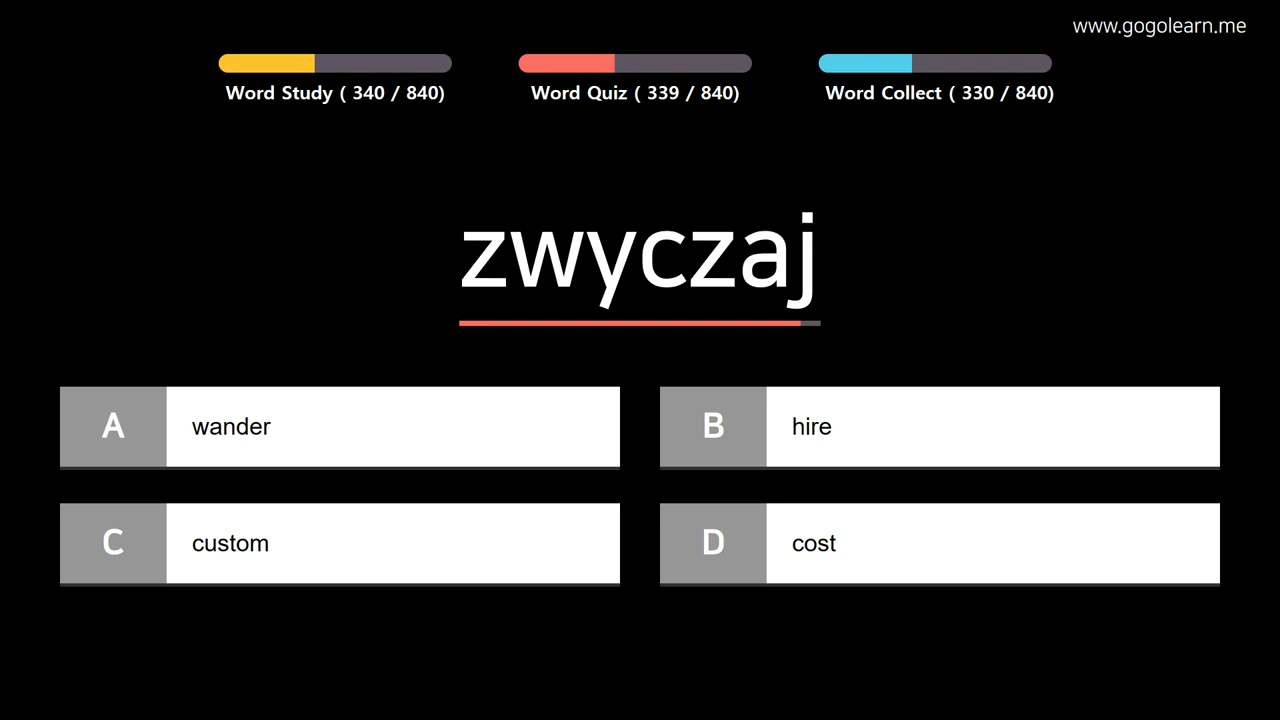 www.gogolearn.me
Word Study ( 340 / 840)
Word Quiz ( 339 / 840)
Word Collect ( 330 / 840)
zwyczaj
A wander
B hire
C custom
D cost